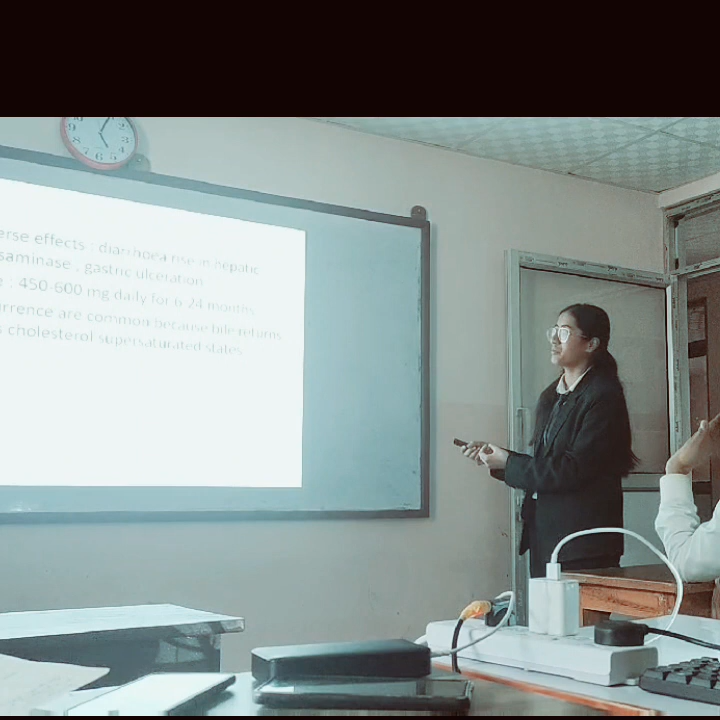 erse effects : diarrhoea rise in hepatic
saminase , gastric ulceration
: 450-600 mg daily for 6-24 months
rrence are common because bile returns
cholesterol supersaturated states